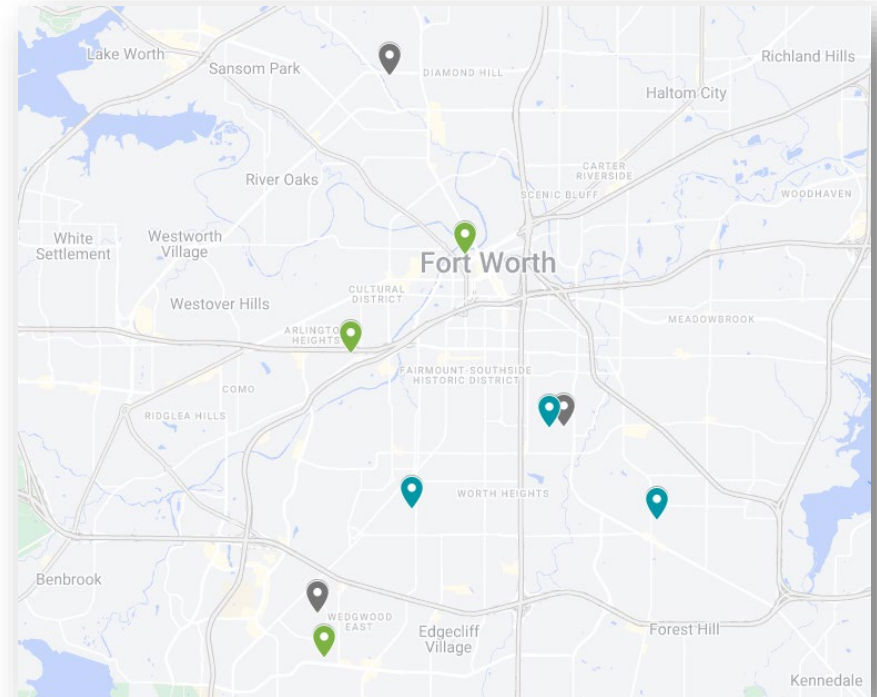 Lake Worth
Sansom Park
DIAMOND HILL
Richland Hills
Haltom City
River Oaks
CARTER
RIVERSIDE
SCENIC BLUFF
WOODHAVEN
White
Settlement
Westworth
Village
Fort Worth
CULTURAL
DISTRICT
Westover Hills
ARLINGTO
HEIGHTS
MEADOWBROOK
FAIRMOUNT-SOUTHSIDE
HISTORIC DISTRICT
COMO
RIDGLEA HILLS
WORTH HEIGHTS
Benbrook
WEDGWOOD
EAST
Edgecliff
Village
Forest Hill
Kennedale